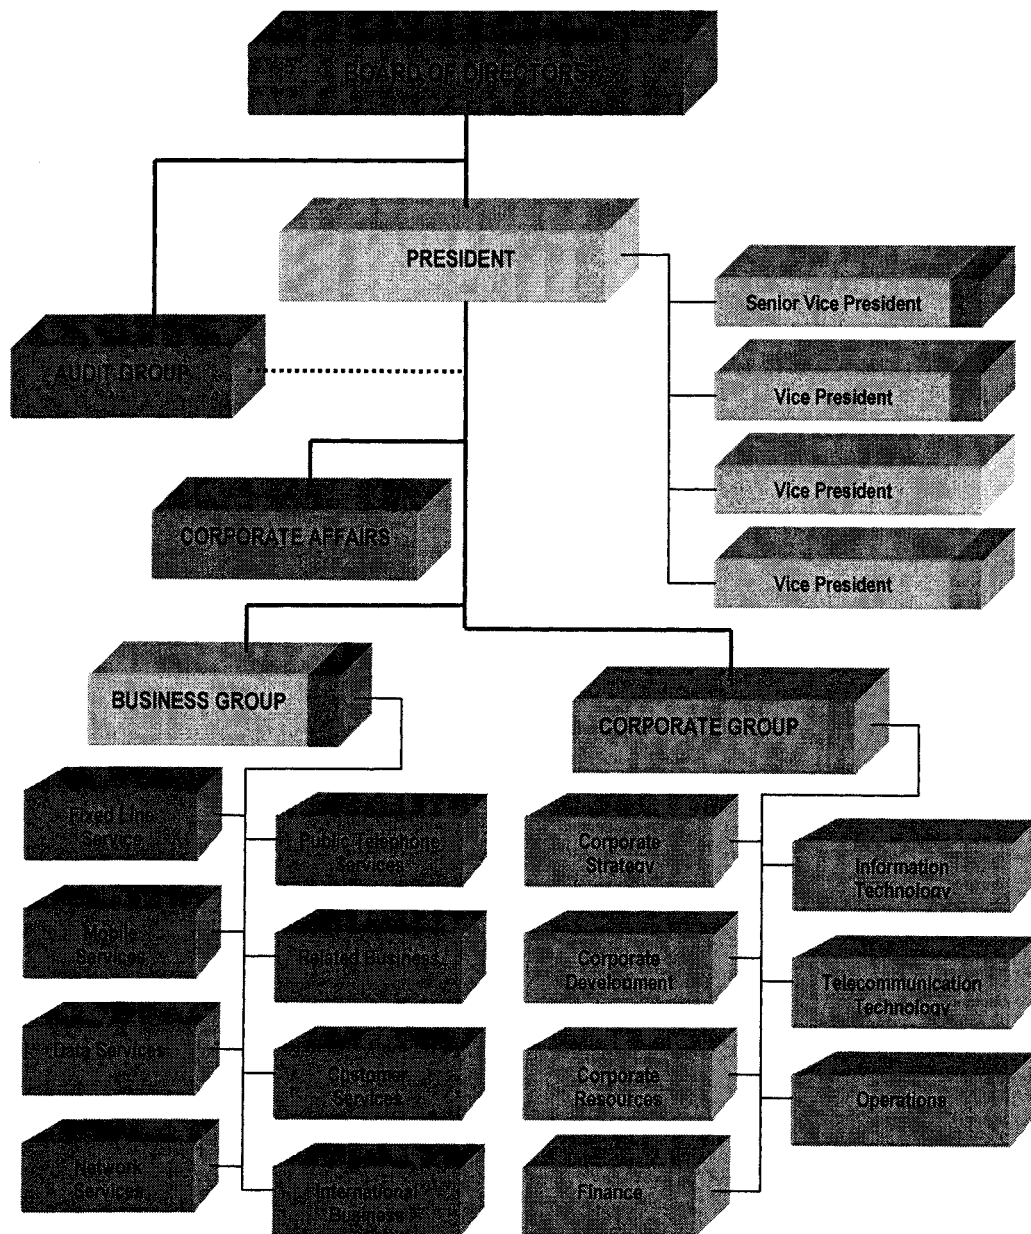 BOARD OF DIRECTORS
PRESIDENT
Senior Vice President
AUDIT GROUP
Vice President
Vice President
CORPORATE AFFAIRS
Vice President
BUSINESS GROUP
CORPORATE GROUP
Fixed Line
Service
Public Telephone
Services
Corporate
Strategy
Information
Technology
Mobile
Services
Related Business
Corporate
Development
Telecommunication
Technology
Data Services
Customer
Services
Corporate
Resources
Operations
Network
Services
International
Business
Finance